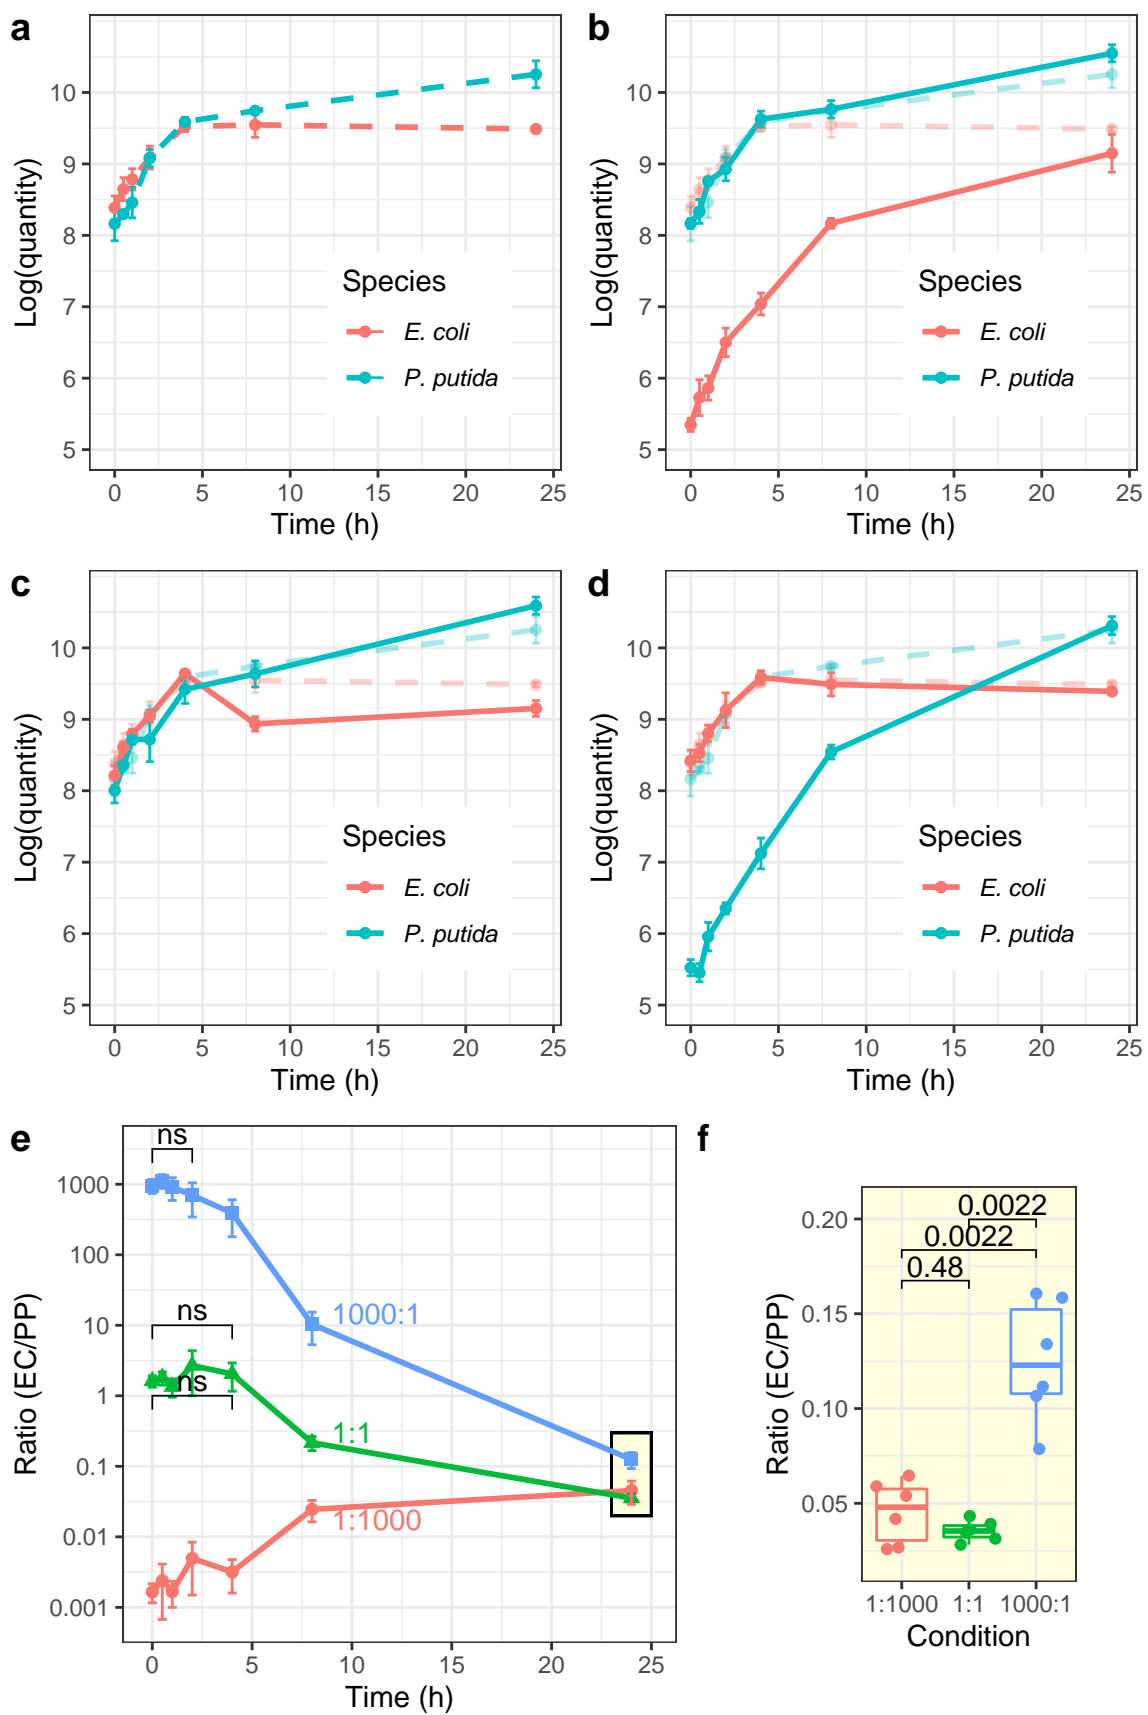 a
Log(quantity)
10
9
8
7
6
5
Species
E. coli
P. putida
0 5 10 15 20 25
Time (h)
b
Log(quantity)
10
9
8
7
6
5
Species
E. coli
P. putida
0 5 10 15 20 25
Time (h)
c
Log(quantity)
10
9
8
7
6
5
Species
E. coli
P. putida
0 5 10 15 20 25
Time (h)
d
Log(quantity)
10
9
8
7
6
5
Species
E. coli
P. putida
0 5 10 15 20 25
Time (h)
e
Ratio (EC/PP)
1000
100
10
1
0.1
0.01
0.001
ns
ns
ns
1000:1
1:1
1:1000
0 5 10 15 20 25
Time (h)
f
Ratio (EC/PP)
0.20
0.15
0.10
0.05
0.0022
0.0022
0.48
1:1000 1:1 1000:1
Condition